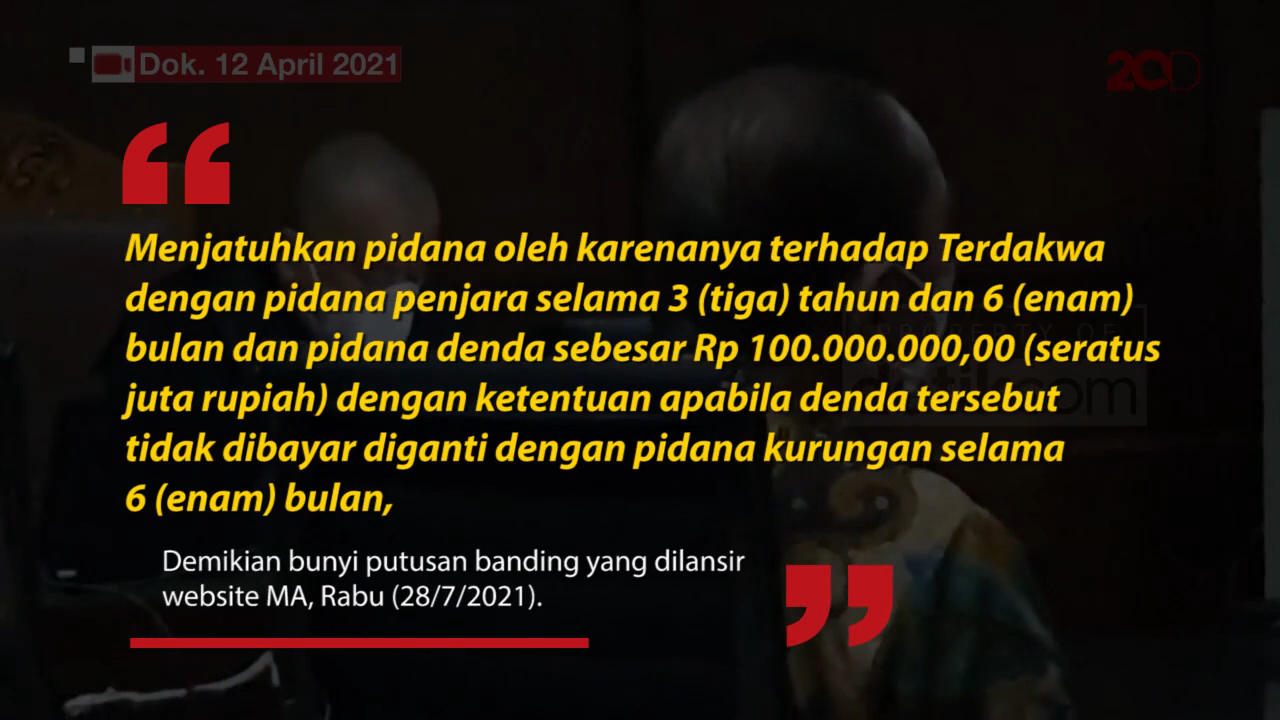 Dok. 12 April 2021
20D
“
Menjatuhkan pidana oleh karenanya terhadap Terdakwa
dengan pidana penjara selama 3 (tiga) tahun dan 6 (enam)
bulan dan pidana denda sebesar Rp 100.000.000,00 (seratus
juta rupiah) dengan ketentuan apabila denda tersebut
tidak dibayar diganti dengan pidana kurungan selama
6 (enam) bulan,
Demikian bunyi putusan banding yang dilansir
website MA, Rabu (28/7/2021).
”
PROPERTY OF
detikcom